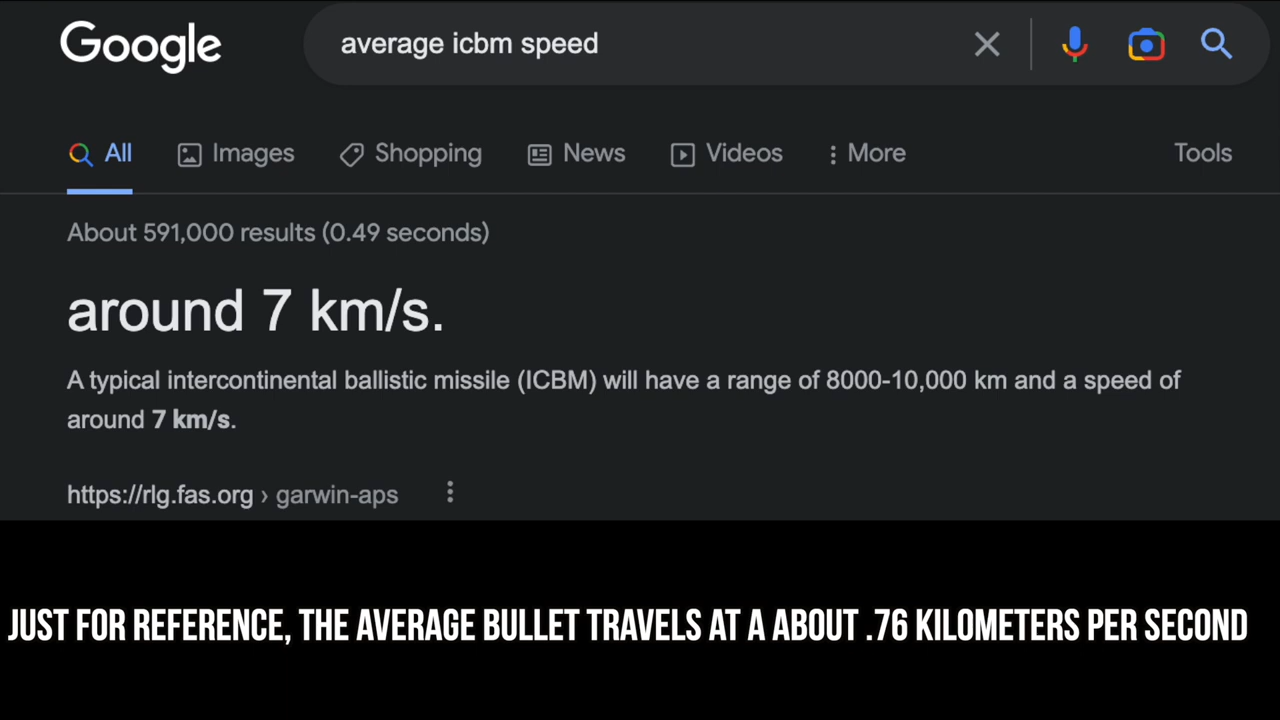 Google
average icbm speed
All Images Shopping News Videos More Tools
About 591,000 results (0.49 seconds)
around 7 km/s.
A typical intercontinental ballistic missile (ICBM) will have a range of 8000-10,000 km and a speed of
around 7 km/s.
https://rlg.fas.org › garwin-aps
JUST FOR REFERENCE, THE AVERAGE BULLET TRAVELS AT A ABOUT .76 KILOMETERS PER SECOND